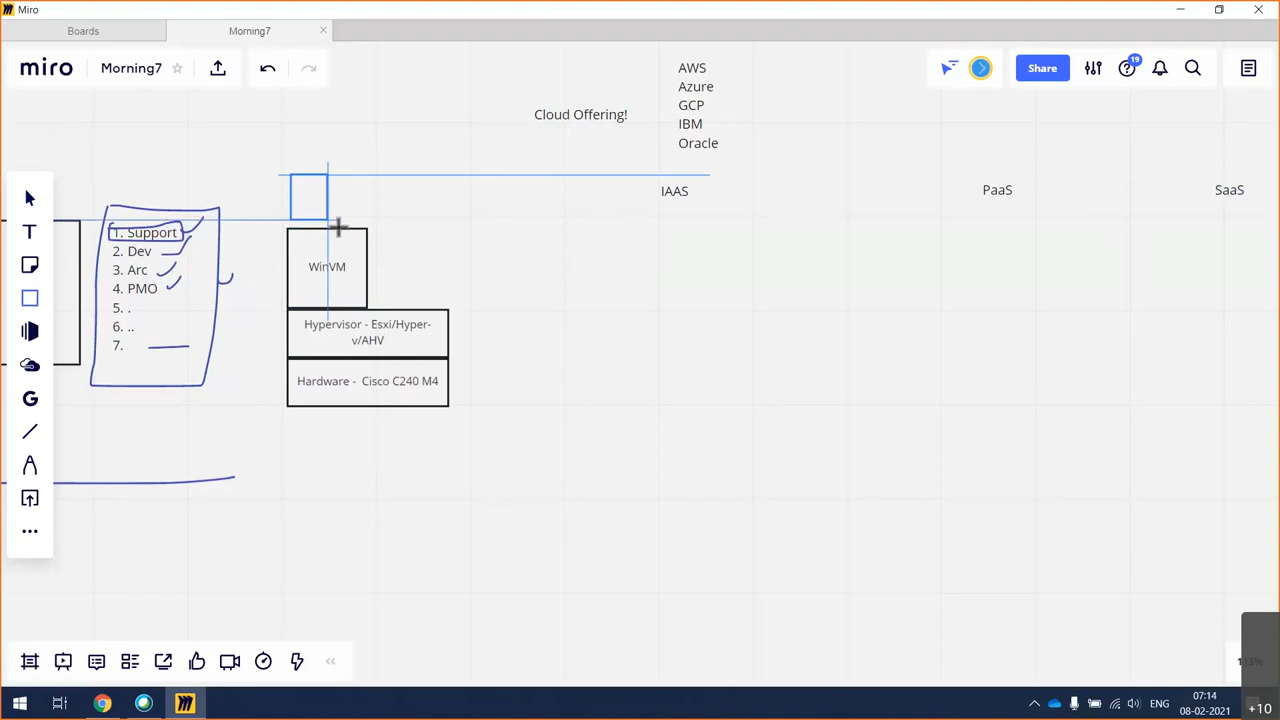 Miro
Boards
Morning7
miro
Morning7
Share
19
AWS
Azure
GCP
IBM
Oracle
Cloud Offering!
IAAS
PaaS
SaaS
1. Support
2. Dev
3. Arc
4. PMO
5. .
6. ..
7.
WinVM
Hypervisor - Esxi/Hyper-
v/AHV
Hardware - Cisco C240 M4
ENG
07:14
08-02-2021
+10